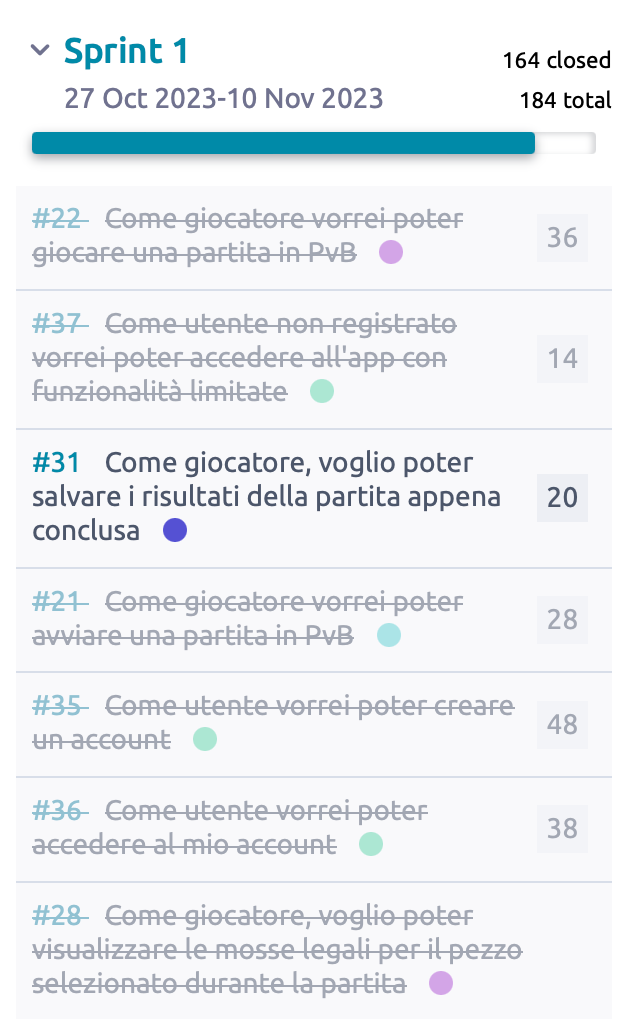 Sprint 1
164 closed
27 Oct 2023-10 Nov 2023
184 total
#22 Come giocatore vorrei poter
giocare una partita in PvB
36
#37 Come utente non registrato
vorrei poter accedere all'app con
funzionalità limitate
14
#31 Come giocatore, voglio poter
salvare i risultati della partita appena
conclusa
20
#21 Come giocatore vorrei poter
avviare una partita in PvB
28
#35 Come utente vorrei poter creare
un account
48
#36 Come utente vorrei poter
accedere al mio account
38
#28 Come giocatore, voglio poter
visualizzare le mosse legali per il pezzo
selezionato durante la partita